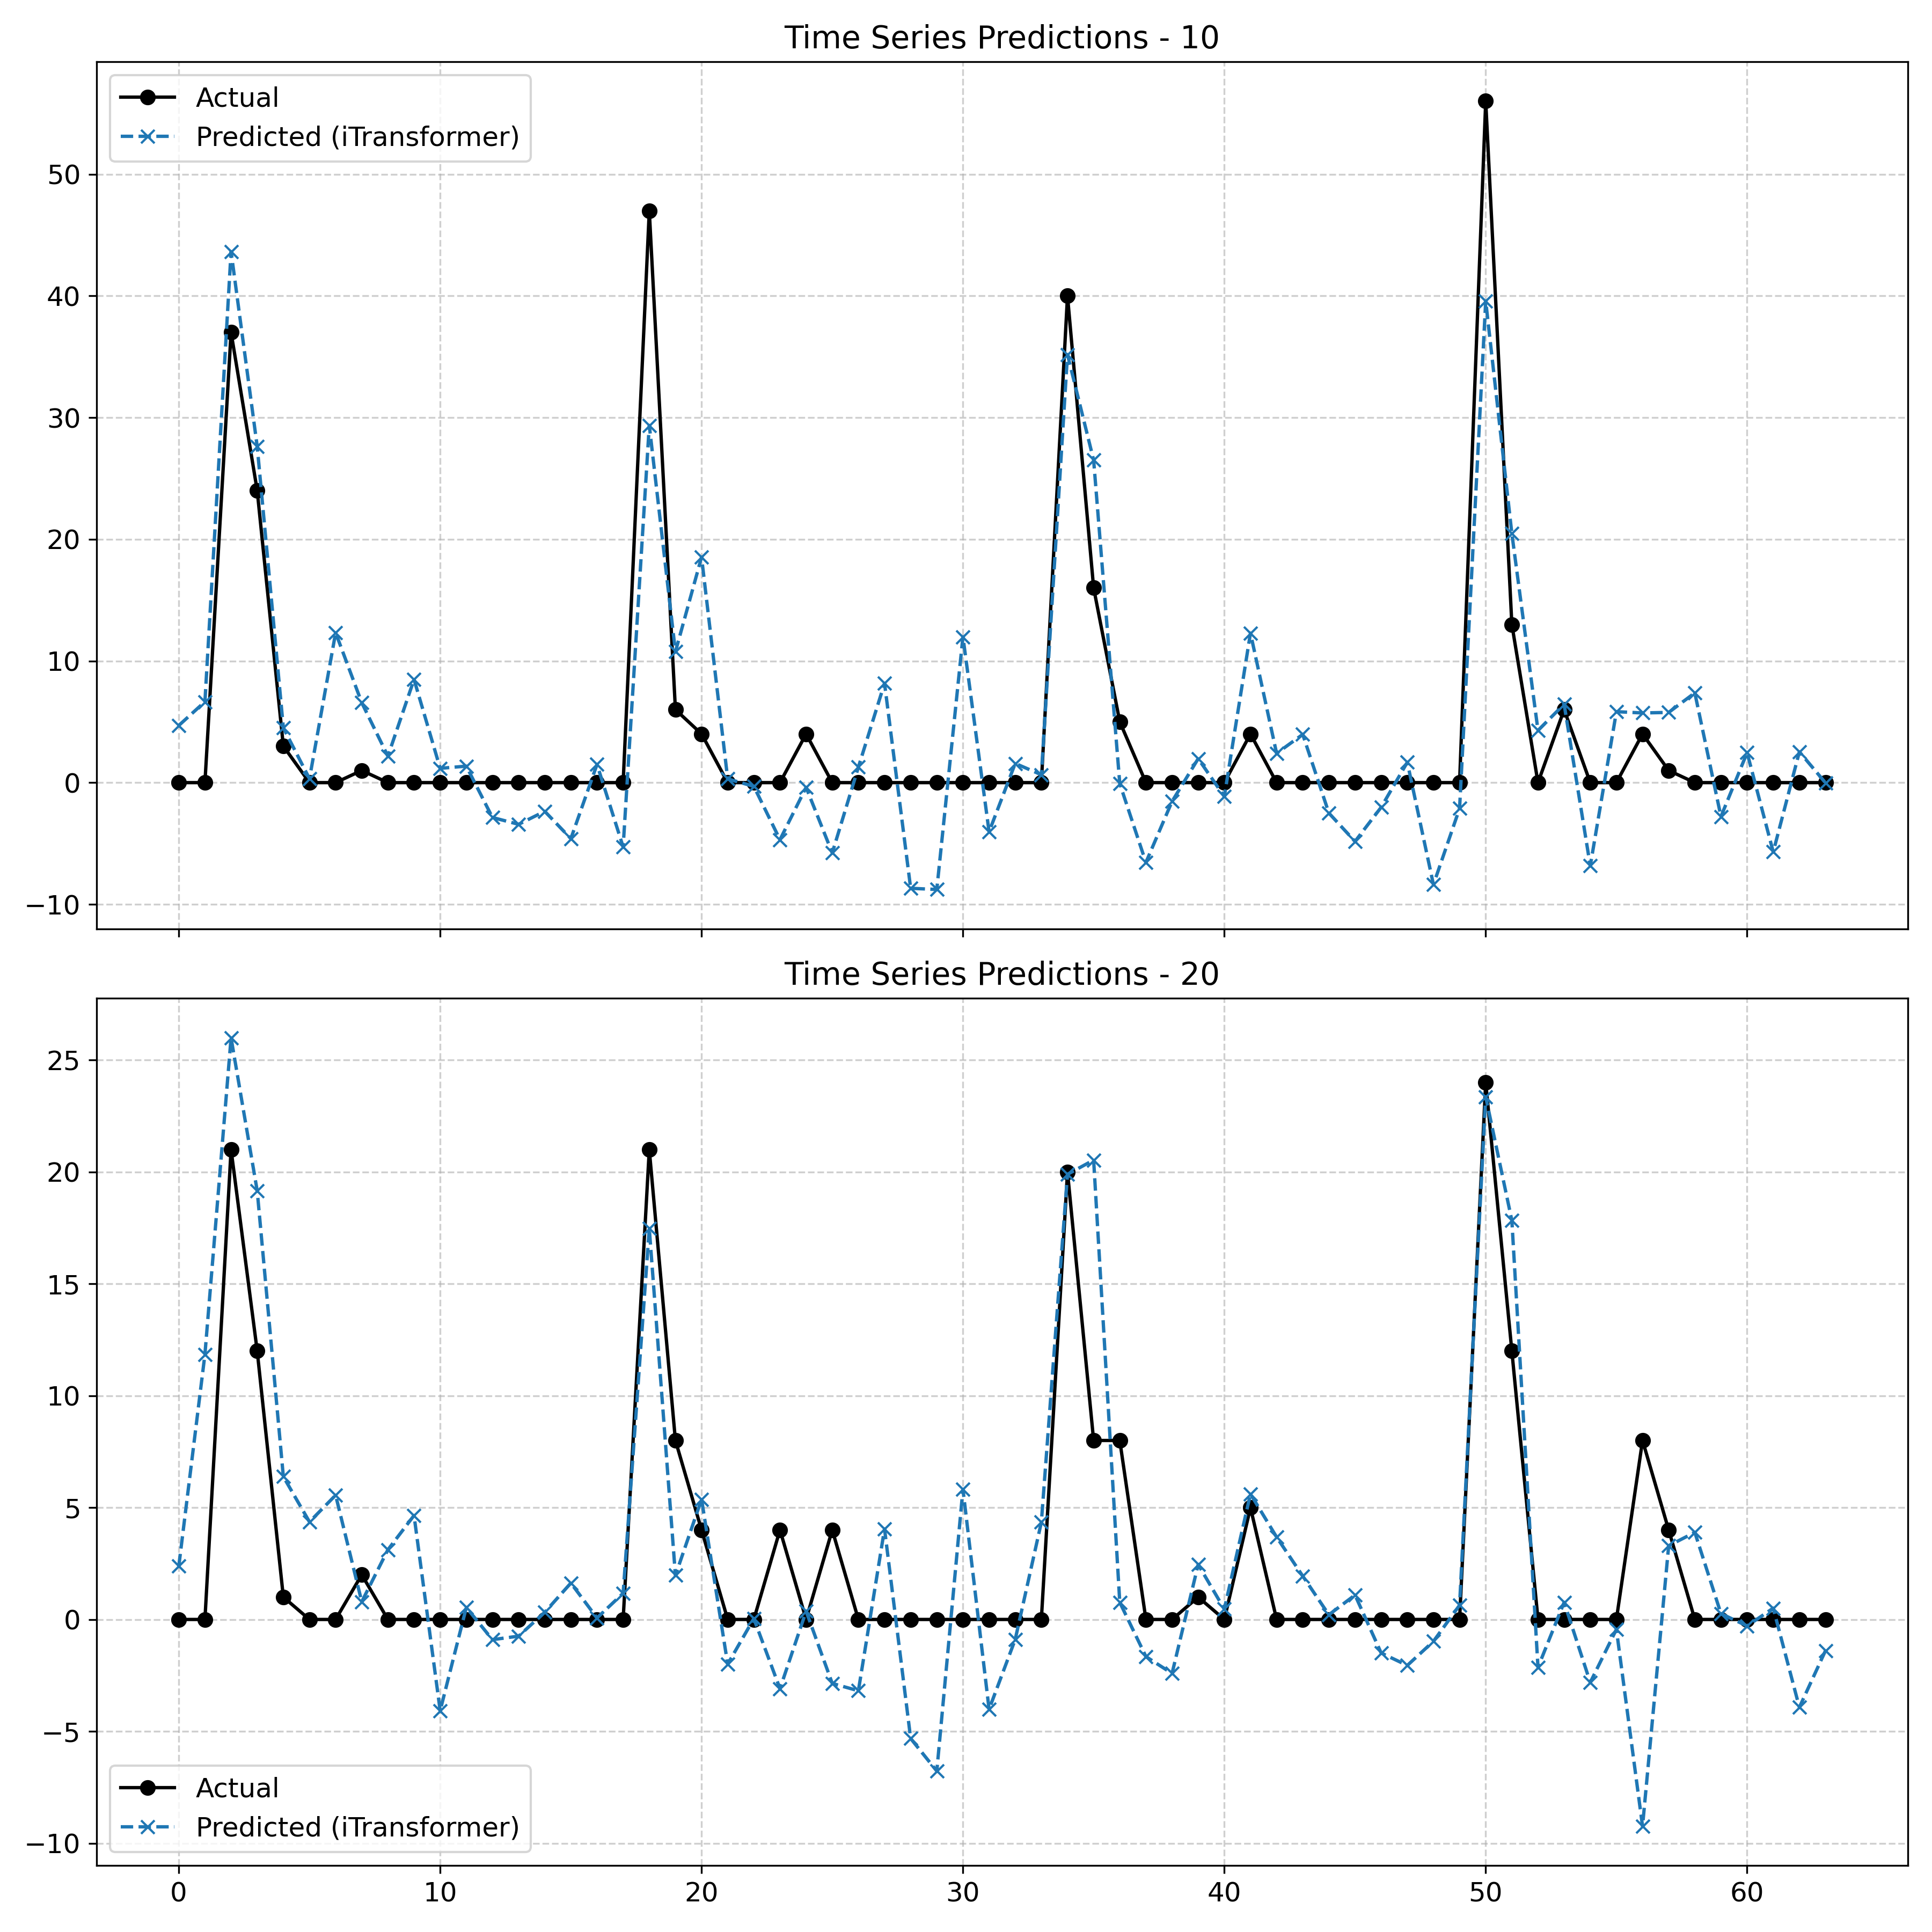 Time Series Predictions - 10
Actual
Predicted (iTransformer)
50
40
30
20
10
0
−10
Time Series Predictions - 20
25
20
15
10
5
0
−5
−10
Actual
Predicted (iTransformer)
0 10 20 30 40 50 60